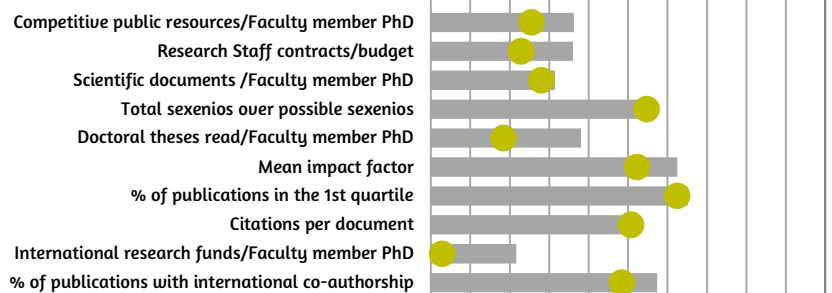 Competitive public resources/Faculty member PhD
Research Staff contracts/budget
Scientific documents /Faculty member PhD
Total sexenios over possible sexenios
Doctoral theses read/Faculty member PhD
Mean impact factor
% of publications in the 1st quartile
Citations per document
International research funds/Faculty member PhD
% of publications with international co-authorship